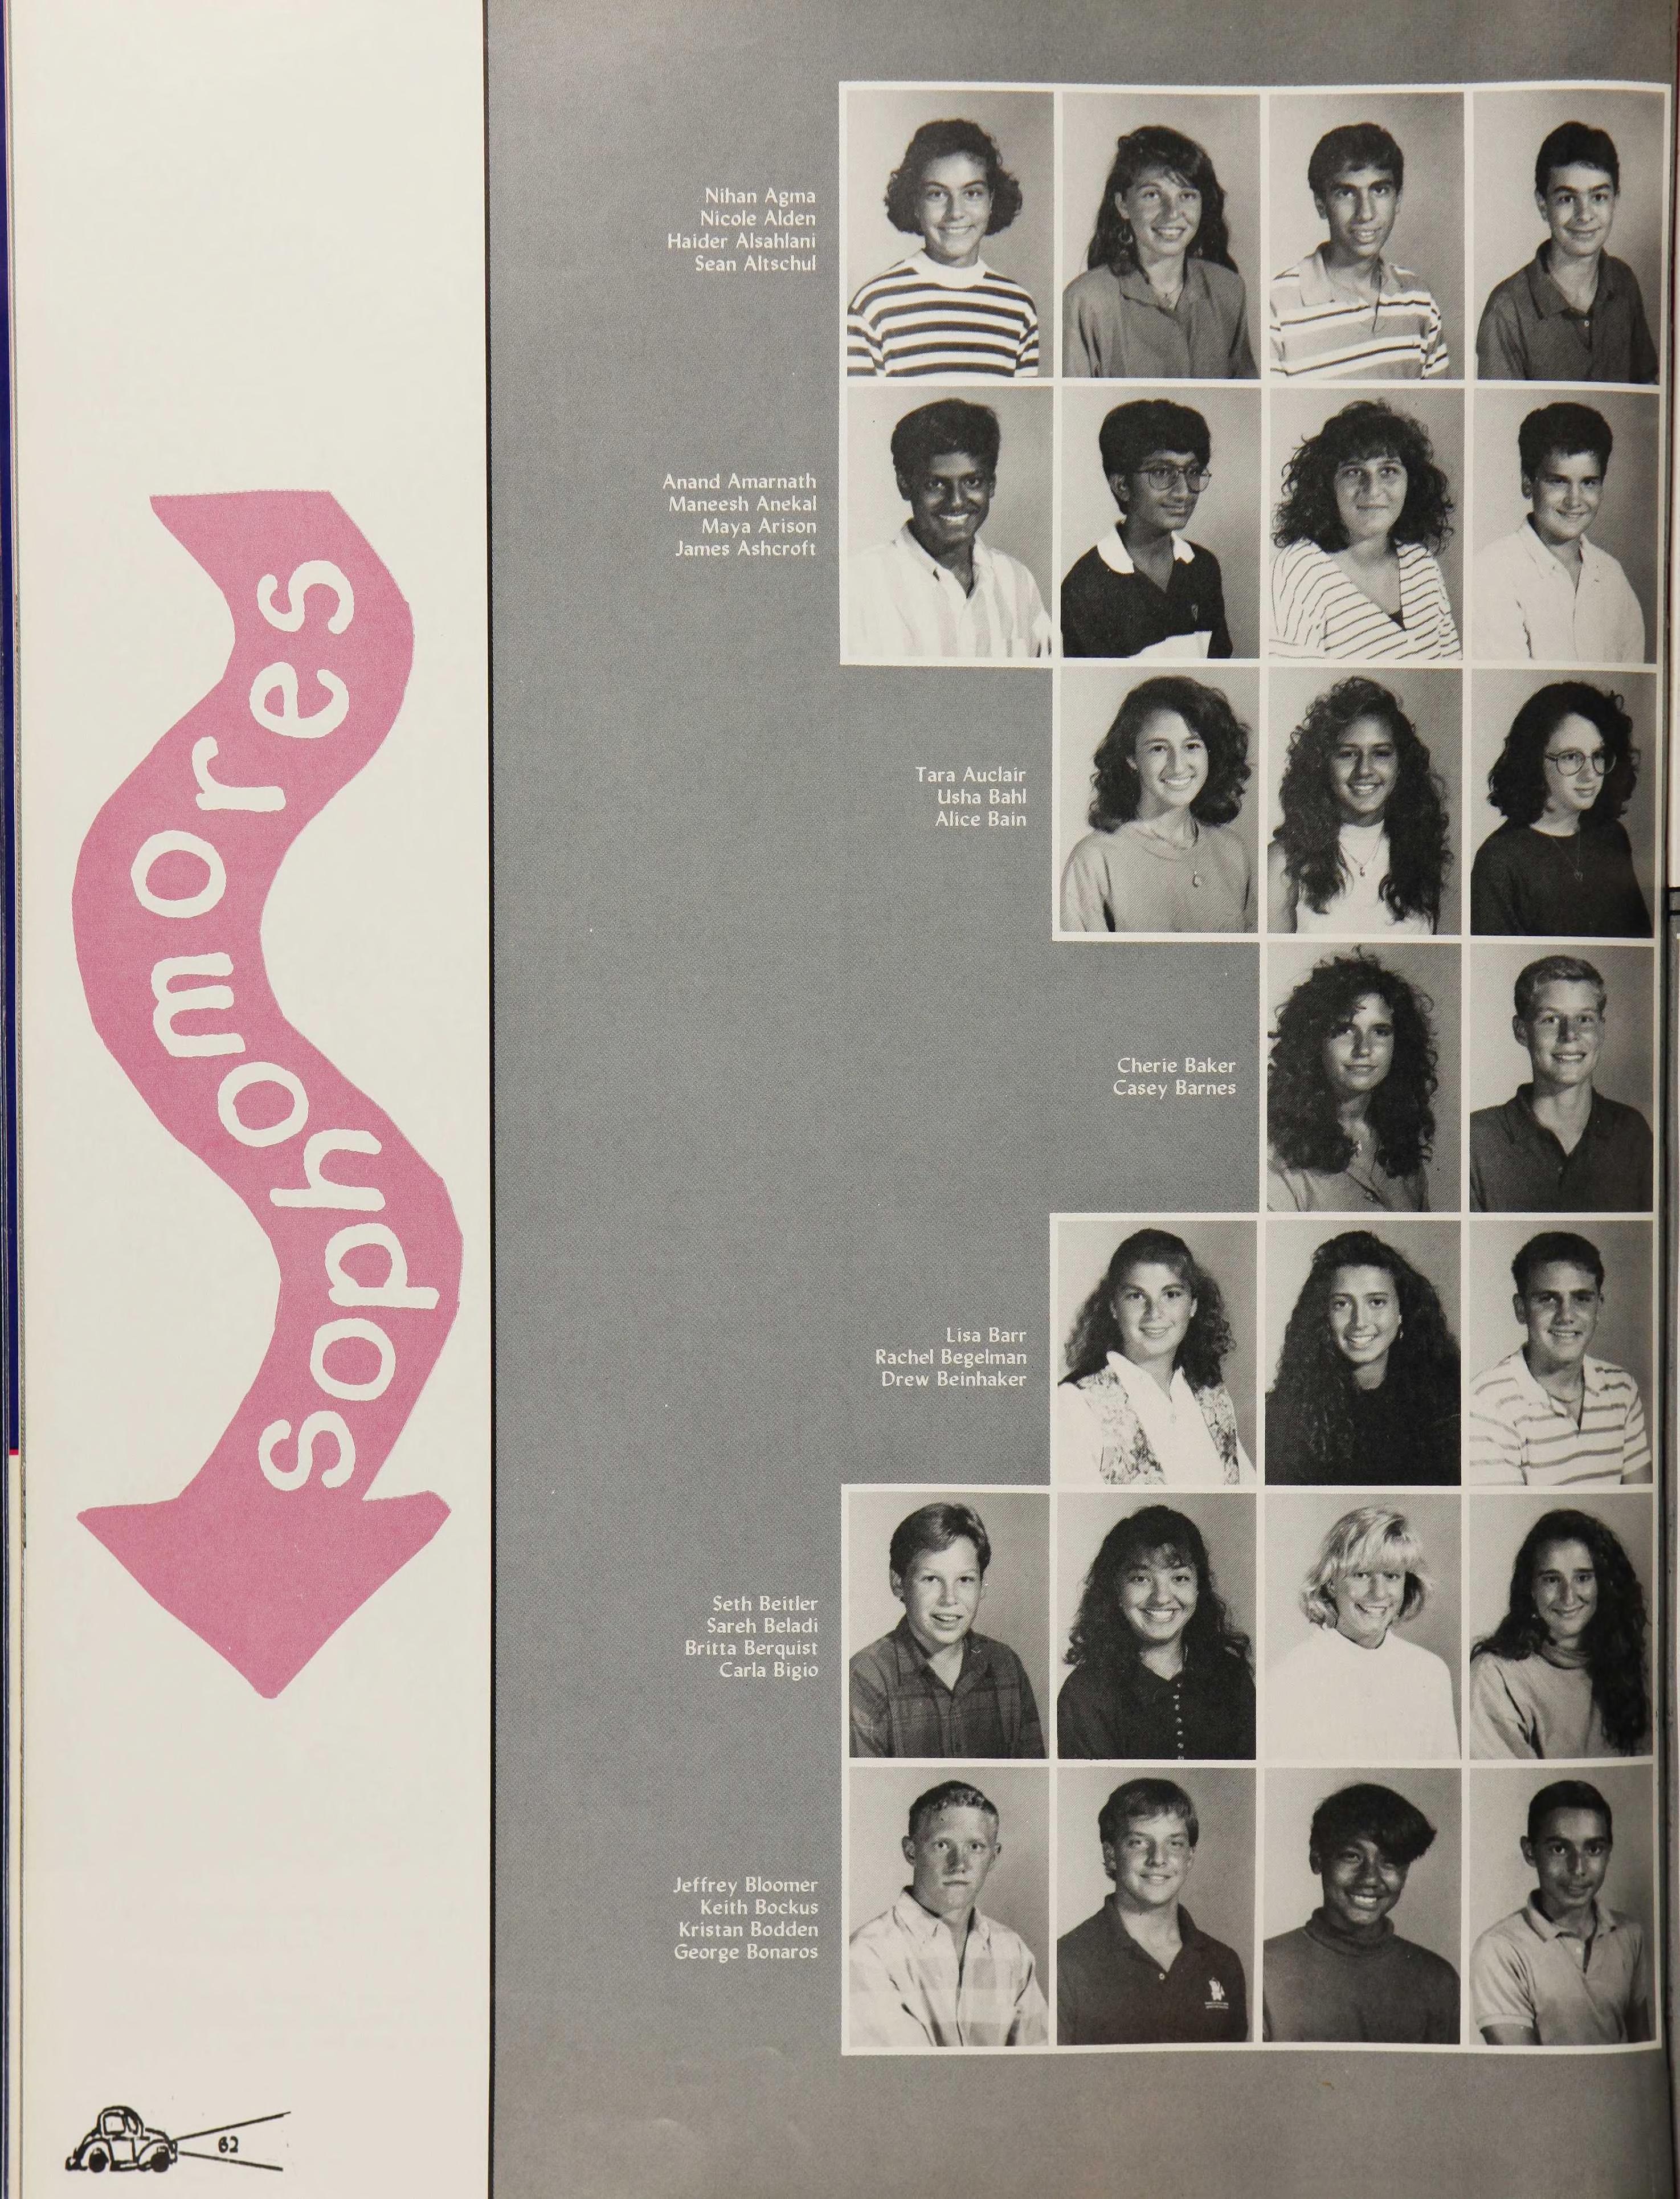 sophomores
Nihan Agma
Nicole Alden
Haider Alsahlani
Sean Altschul
Anand Amarnath
Maneesh Anekal
Maya Arison
James Ashcroft
Tara Auclair
Usha Bahl
Alice Bain
Cherie Baker
Casey Barnes
Lisa Barr
Rachel Begelman
Drew Beinhaker
Seth Beitler
Sareh Beladi
Britta Berquist
Carla Bigio
Jeffrey Bloomer
Keith Bockus
Kristan Bodden
George Bonaros
62